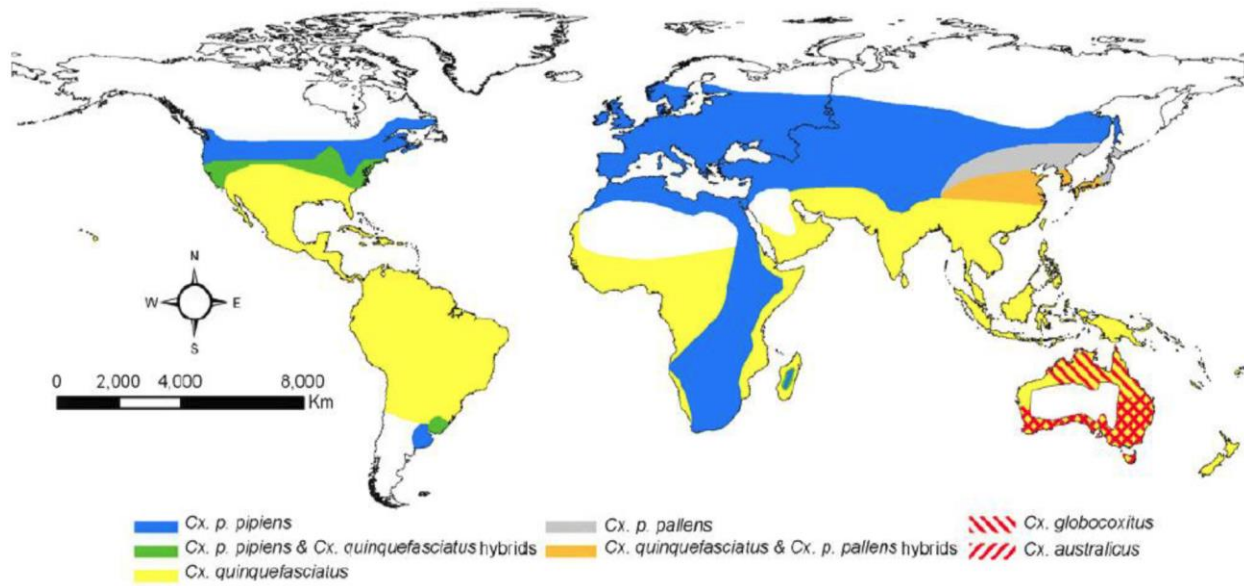 N
W E
S
0 2,000 4,000 8,000
Km
Cx. p. pipiens
Cx. p. pipiens & Cx. quinquefasciatus hybrids
Cx. quinquefasciatus
Cx. p. pallens
Cx. quinquefasciatus & Cx. p. pallens hybrids
Cx. globocoxitus
Cx. australicus